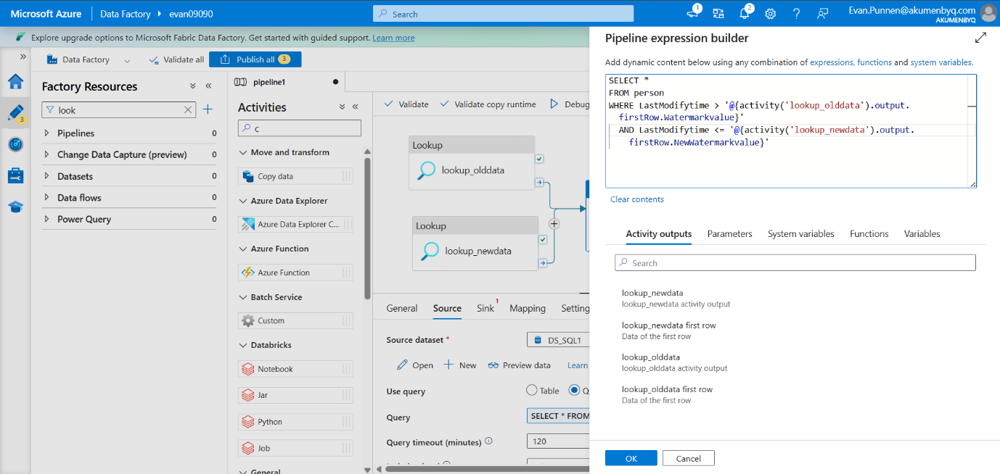 Microsoft Azure
Data Factory
evan09090
Search
1
2
Evan.Punnen@akumenbyq.com
AKUMENBYQ
Explore upgrade options to Microsoft Fabric Data Factory. Get started with guided support. Learn more
Data Factory
Validate all
Publish all 3
3
Factory Resources
look
Pipelines 0
Change Data Capture (preview) 0
Datasets 0
Data flows 0
Power Query 0
pipeline1
Activities
c
Move and transform
Copy data
Azure Data Explorer
Azure Data Explorer C...
Azure Function
Azure Function
Batch Service
Custom
Databricks
Notebook
Jar
Python
Job
General
Validate
Validate copy runtime
Debug
Lookup
lookup_olddata
Lookup
lookup_newdata
General
Source
Sink 1
Mapping
Setting
Source dataset *
DS_SQL1
Open
New
Preview data
Learn
Use query
Table
Query
SELECT * FROM
Query timeout (minutes)
120
Pipeline expression builder
Add dynamic content below using any combination of expressions, functions and system variables.
SELECT *
FROM person
WHERE LastModifytime > '@{activity('lookup_olddata').output.
firstRow.Watermarkvalue}'
AND LastModifytime <= '@{activity('lookup_newdata').output.
firstRow.NewWatermarkvalue}'
Clear contents
Activity outputs
Parameters
System variables
Functions
Variables
Search
lookup_newdata
lookup_newdata activity output
lookup_newdata first row
Data of the first row
lookup_olddata
lookup_olddata activity output
lookup_olddata first row
Data of the first row
OK
Cancel